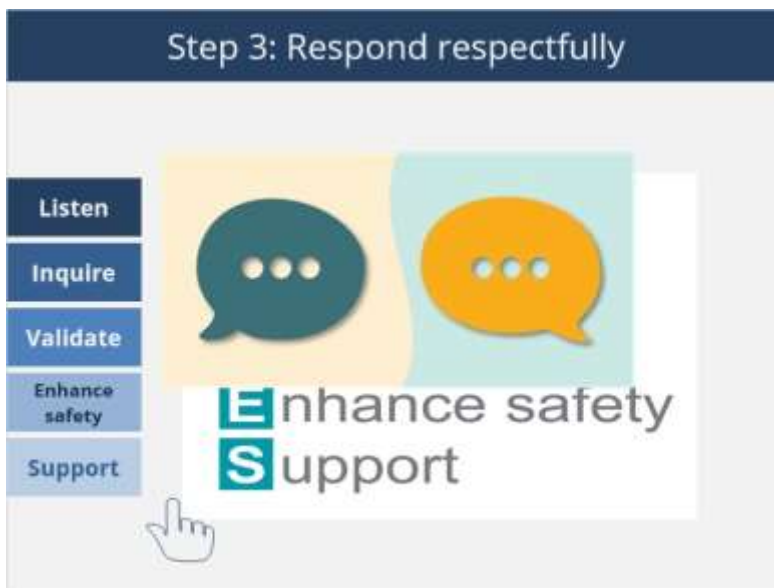 Step 3: Respond respectfully
Listen
Inquire
Validate
Enhance
safety
Support
Enhance safety
Support